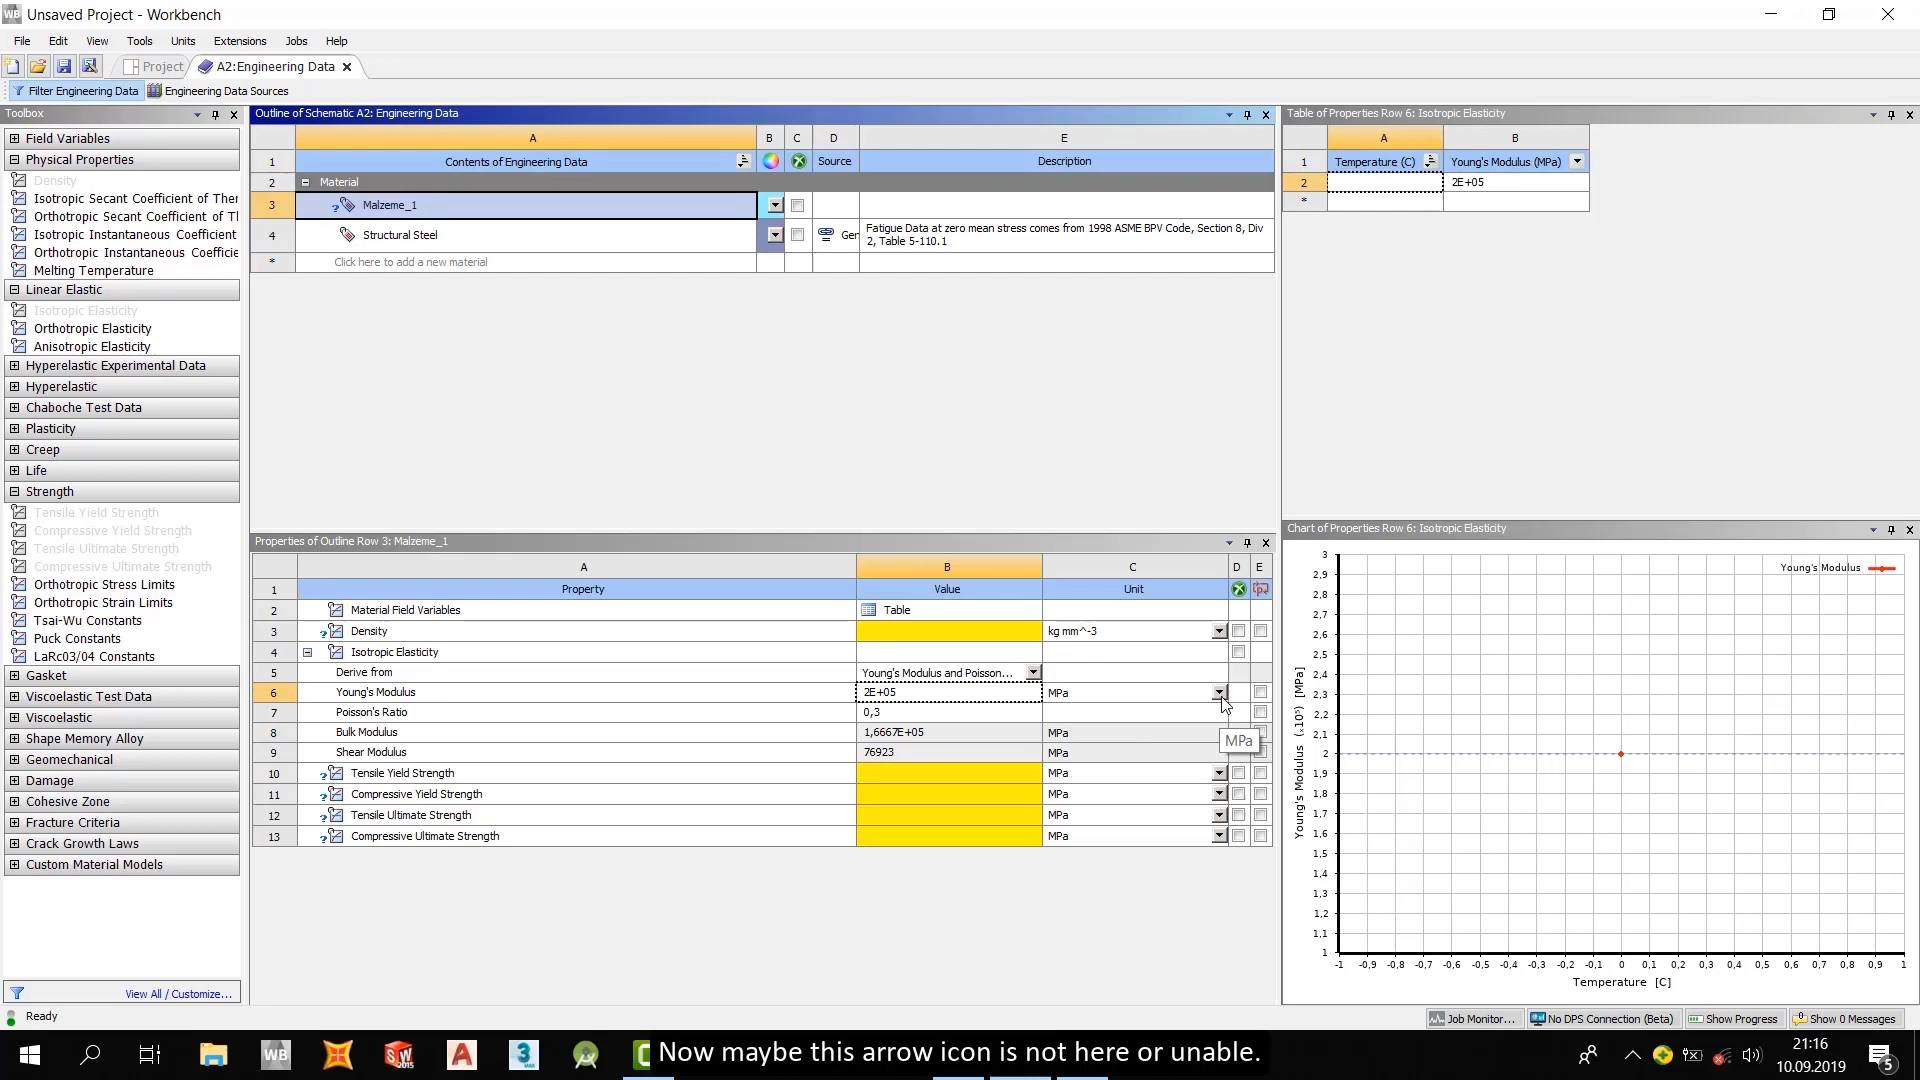 Unsaved Project - Workbench
File Edit View Tools Units Extensions Jobs Help
Project A2:Engineering Data
Filter Engineering Data Engineering Data Sources
Toolbox
Field Variables
Physical Properties
Density
Isotropic Secant Coefficient of Ther
Orthotropic Secant Coefficient of Tl
Isotropic Instantaneous Coefficient
Orthotropic Instantaneous Coefficie
Melting Temperature
Linear Elastic
Isotropic Elasticity
Orthotropic Elasticity
Anisotropic Elasticity
Hyperelastic Experimental Data
Hyperelastic
Chaboche Test Data
Plasticity
Creep
Life
Strength
Tensile Yield Strength
Compressive Yield Strength
Tensile Ultimate Strength
Compressive Ultimate Strength
Orthotropic Stress Limits
Orthotropic Strain Limits
Tsai-Wu Constants
Puck Constants
LaRc03/04 Constants
Gasket
Viscoelastic Test Data
Viscoelastic
Shape Memory Alloy
Geomechanical
Damage
Cohesive Zone
Fracture Criteria
Crack Growth Laws
Custom Material Models
View All / Customize...
Outline of Schematic A2: Engineering Data
A B C D E
1 Contents of Engineering Data Source Description
2 Material
3 Malzeme_1
4 Structural Steel Ger Fatigue Data at zero mean stress comes from 1998 ASME BPV Code, Section 8, Div
2, Table 5-110.1
* Click here to add a new material
Properties of Outline Row 3: Malzeme_1
A B C D E
1 Property Value Unit
2 Material Field Variables Table
3 Density kg mm^-3
4 Isotropic Elasticity
5 Derive from Young's Modulus and Poisson...
6 Young's Modulus 2E+05 MPa
7 Poisson's Ratio 0,3
8 Bulk Modulus 1,6667E+05 MPa
9 Shear Modulus 76923 MPa
MPa
10 Tensile Yield Strength MPa
11 Compressive Yield Strength MPa
12 Tensile Ultimate Strength MPa
13 Compressive Ultimate Strength MPa
Table of Properties Row 6: Isotropic Elasticity
A B
1 Temperature (C) Young's Modulus (MPa)
2 2E+05
*
Chart of Properties Row 6: Isotropic Elasticity
Young's Modulus
Young's Modulus (x10⁵) [MPa]
3
2,9
2,8
2,7
2,6
2,5
2,4
2,3
2,2
2,1
2
1,9
1,8
1,7
1,6
1,5
1,4
1,3
1,2
1,1
1
-1 -0,9 -0,8 -0,7 -0,6 -0,5 -0,4 -0,3 -0,2 -0,1 0 0,1 0,2 0,3 0,4 0,5 0,6 0,7 0,8 0,9 1
Temperature [C]
Ready
Job Monitor... No DPS Connection (Beta) Show Progress Show 0 Messages
Now maybe this arrow icon is not here or unable.
21:16
10.09.2019
5